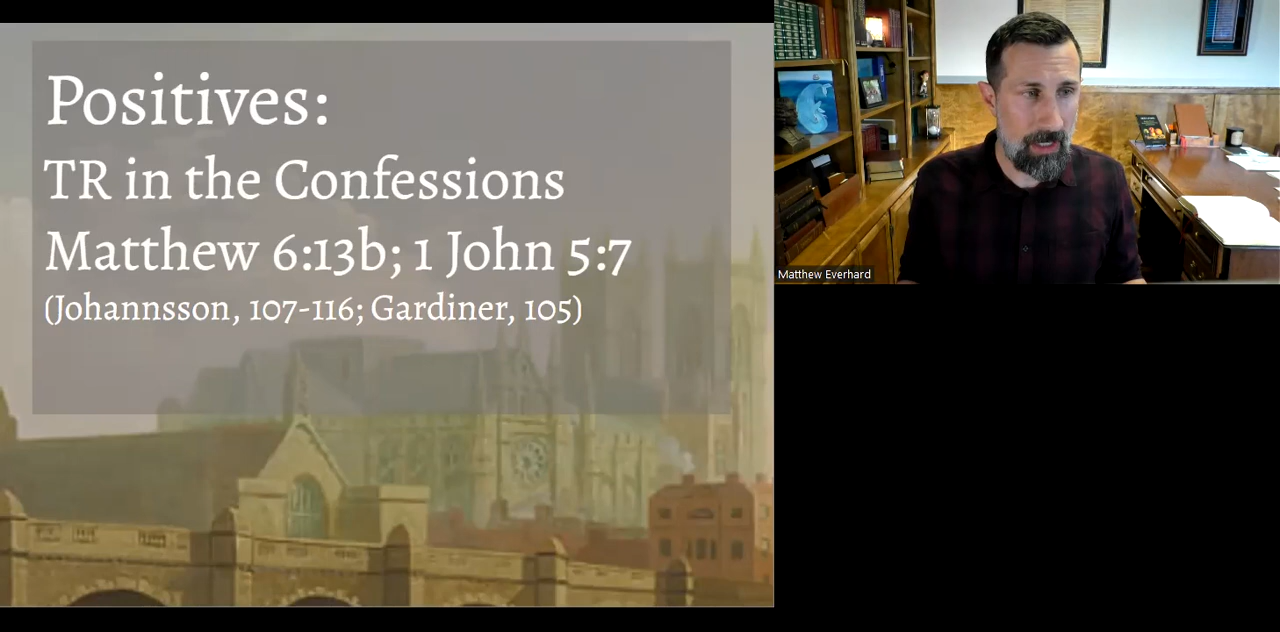 Positives:
TR in the Confessions
Matthew 6:13b; 1 John 5:7
(Johannsson, 107-116; Gardiner, 105)
Matthew Everhard